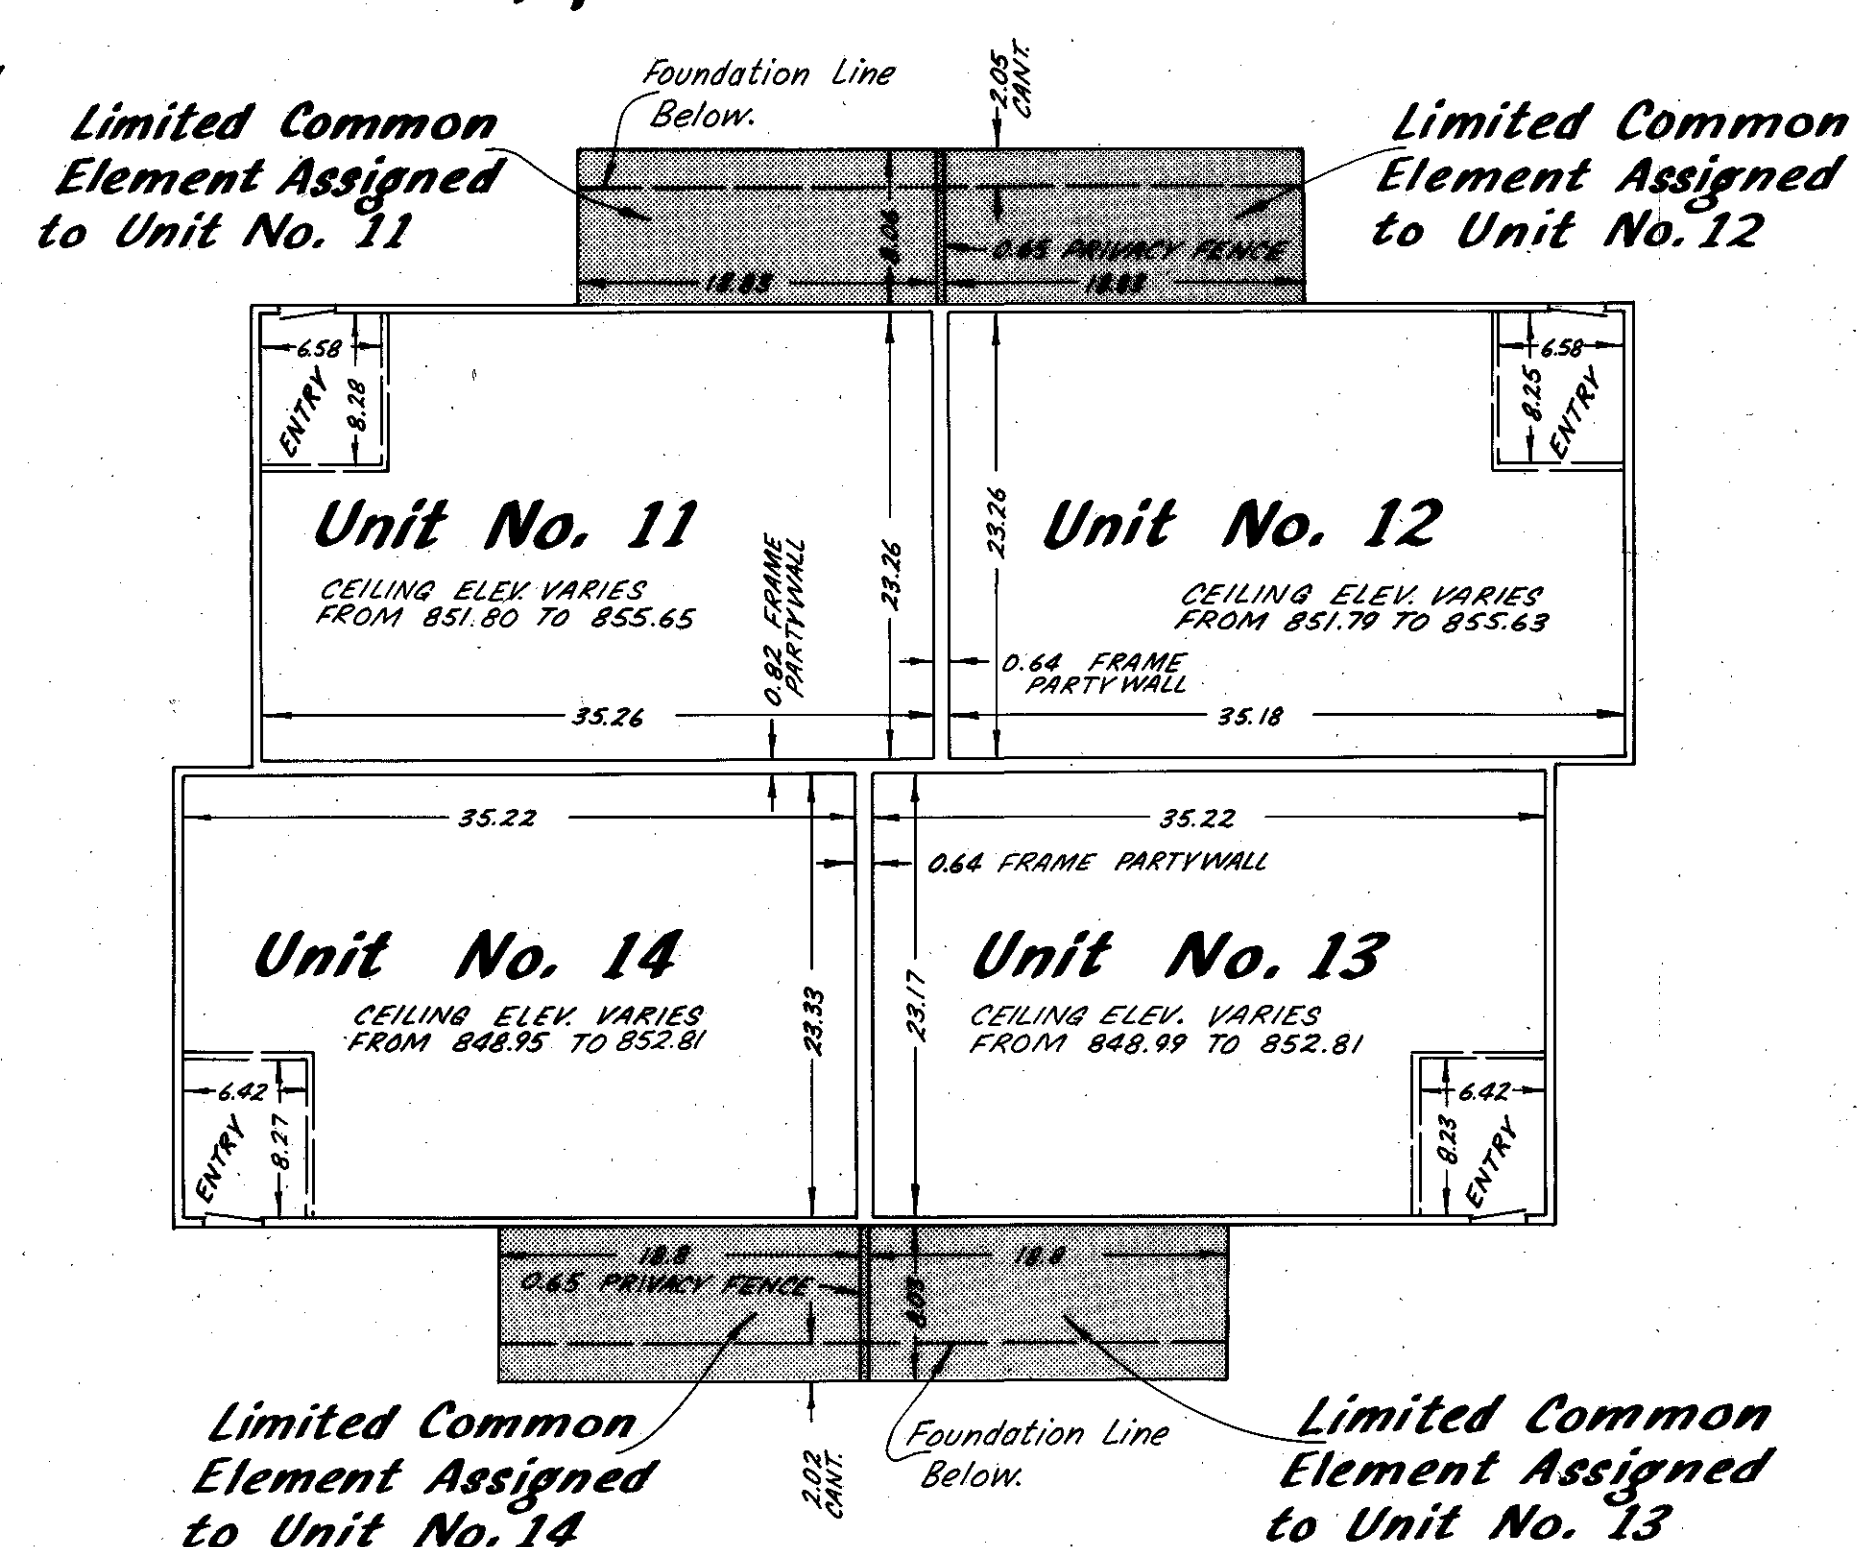 Foundation Line
Below.
2.05
CANT.
Limited Common
Element Assigned
to Unit No. 11
Limited Common
Element Assigned
to Unit No. 12
8.06
0.65 PRIVACY FENCE
18.83
18.83
6.58
8.28
ENTRY
6.58
8.25
ENTRY
Unit No. 11
CEILING ELEV. VARIES
FROM 851.80 TO 855.65
0.82 FRAME
PARTYWALL
23.26
23.26
Unit No. 12
CEILING ELEV. VARIES
FROM 851.79 TO 855.63
0.64 FRAME
PARTYWALL
35.26
35.18
35.22
35.22
0.64 FRAME PARTYWALL
Unit No. 14
CEILING ELEV. VARIES
FROM 848.95 TO 852.81
23.33
23.17
Unit No. 13
CEILING ELEV. VARIES
FROM 848.99 TO 852.81
6.42
8.27
ENTRY
6.42
8.23
ENTRY
18.8
18.8
0.65 PRIVACY FENCE
8.03
Limited Common
Element Assigned
to Unit No. 14
2.02
CANT.
Foundation Line
Below.
Limited Common
Element Assigned
to Unit No. 13